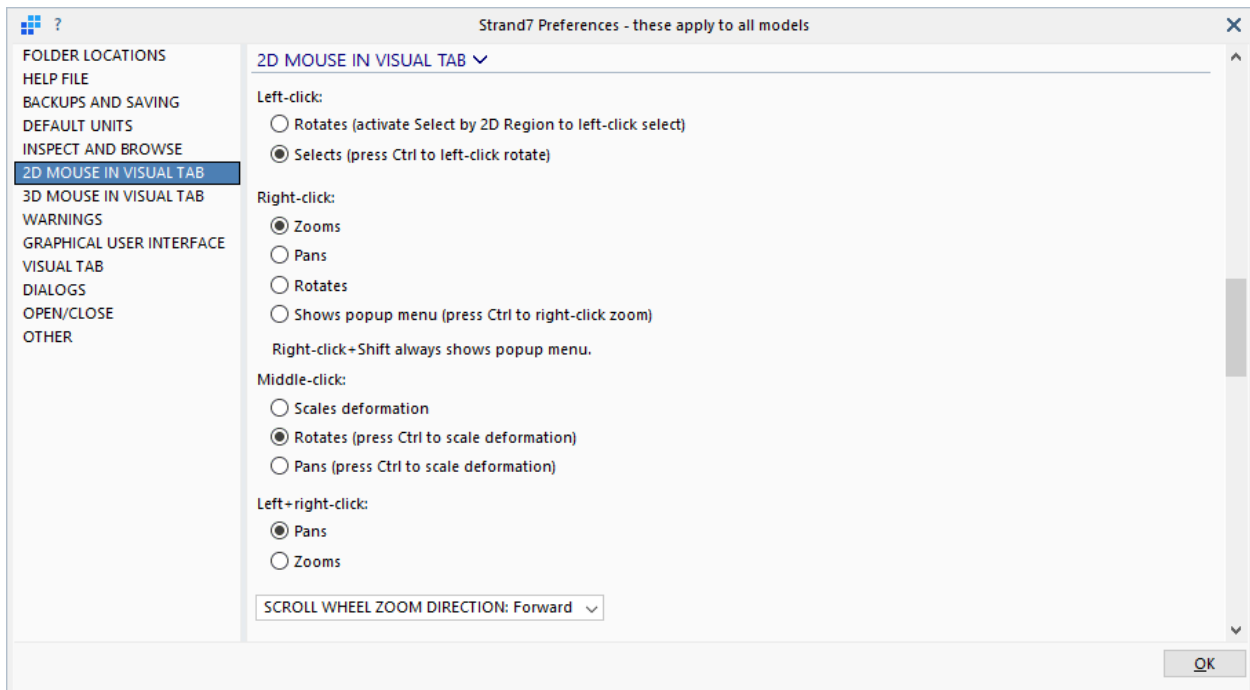 ? Strand7 Preferences - these apply to all models
FOLDER LOCATIONS
HELP FILE
BACKUPS AND SAVING
DEFAULT UNITS
INSPECT AND BROWSE
2D MOUSE IN VISUAL TAB
3D MOUSE IN VISUAL TAB
WARNINGS
GRAPHICAL USER INTERFACE
VISUAL TAB
DIALOGS
OPEN/CLOSE
OTHER
2D MOUSE IN VISUAL TAB
Left-click:
Rotates (activate Select by 2D Region to left-click select)
Selects (press Ctrl to left-click rotate)
Right-click:
Zooms
Pans
Rotates
Shows popup menu (press Ctrl to right-click zoom)
Right-click+Shift always shows popup menu.
Middle-click:
Scales deformation
Rotates (press Ctrl to scale deformation)
Pans (press Ctrl to scale deformation)
Left+right-click:
Pans
Zooms
SCROLL WHEEL ZOOM DIRECTION: Forward
OK